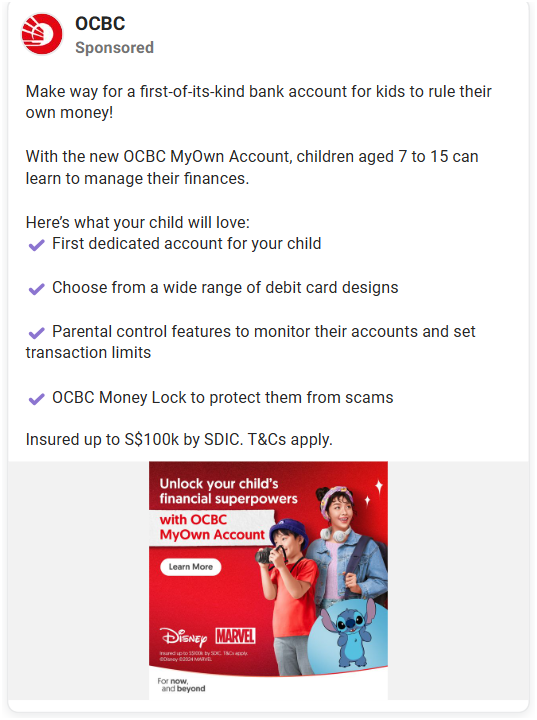 OCBC
Sponsored
Make way for a first-of-its-kind bank account for kids to rule their
own money!
With the new OCBC MyOwn Account, children aged 7 to 15 can
learn to manage their finances.
Here’s what your child will love:
✔ First dedicated account for your child
✔ Choose from a wide range of debit card designs
✔ Parental control features to monitor their accounts and set
transaction limits
✔ OCBC Money Lock to protect them from scams
Insured up to S$100k by SDIC. T&Cs apply.
Unlock your child’s
financial superpowers
with OCBC
MyOwn Account
Learn More
Disney MARVEL
Insured up to S$100k by SDIC. T&Cs apply.
©Disney ©2024 MARVEL
For now,
and beyond